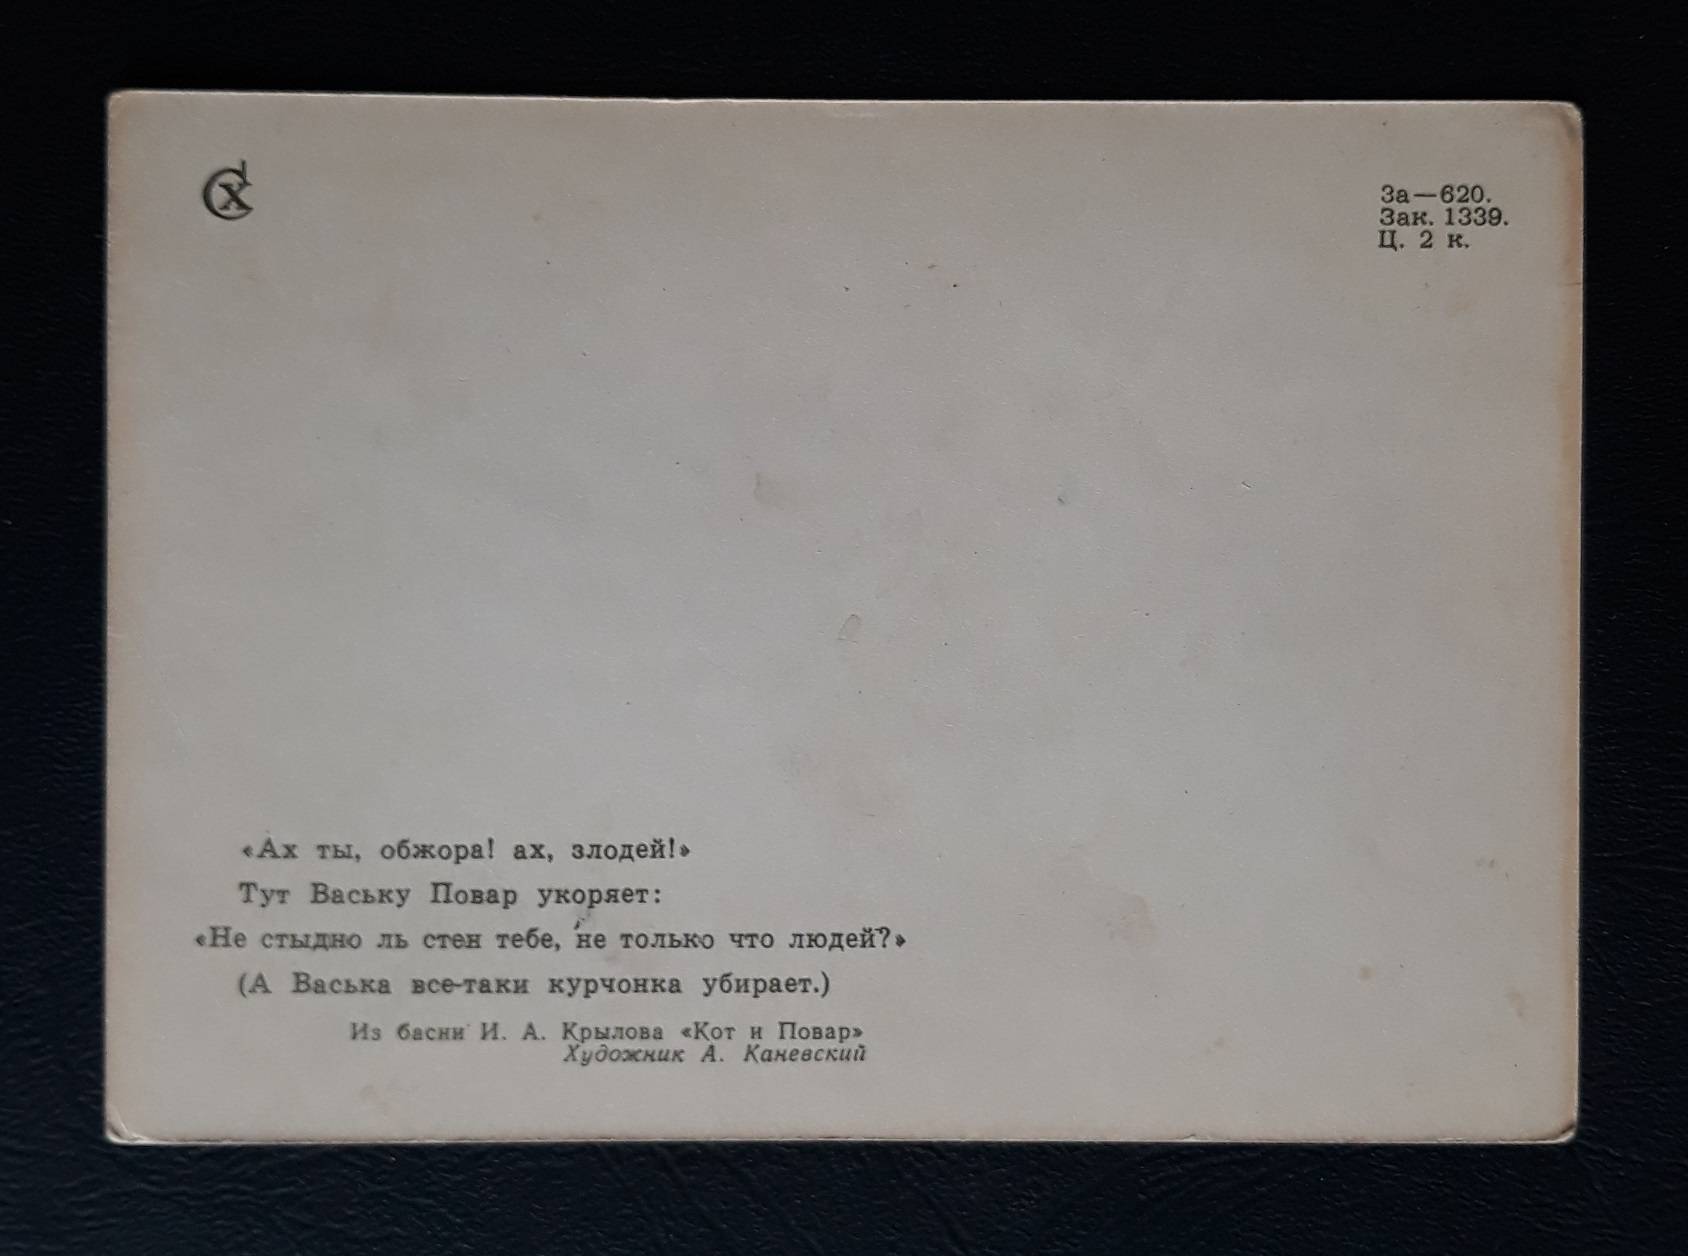 СХ
За—620.
Зак. 1339.
Ц. 2 к.
«Ах ты, обжора! ах, злодей!»
Тут Ваську Повар укоряет:
«Не стыдно ль стен тебе, не только что людей?»
(А Васька все-таки курчонка убирает.)
Из басни И. А. Крылова «Кот и Повар»
Художник А. Каневский